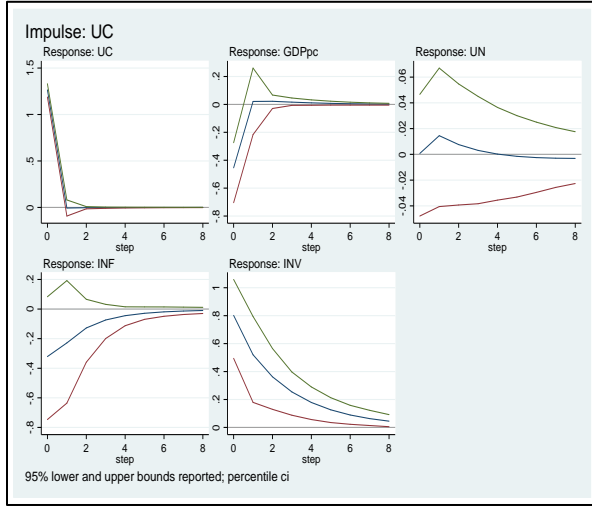 Impulse: UC
Response: UC
1.5
1
.5
0
0 2 4 6 8
step
Response: GDPpc
.2
0
-.2
-.4
-.6
-.8
0 2 4 6 8
step
Response: UN
.06
.04
.02
0
-.02
-.04
0 2 4 6 8
step
Response: INF
.2
0
-.2
-.4
-.6
-.8
0 2 4 6 8
step
Response: INV
1
.8
.6
.4
.2
0
0 2 4 6 8
step
95% lower and upper bounds reported; percentile ci